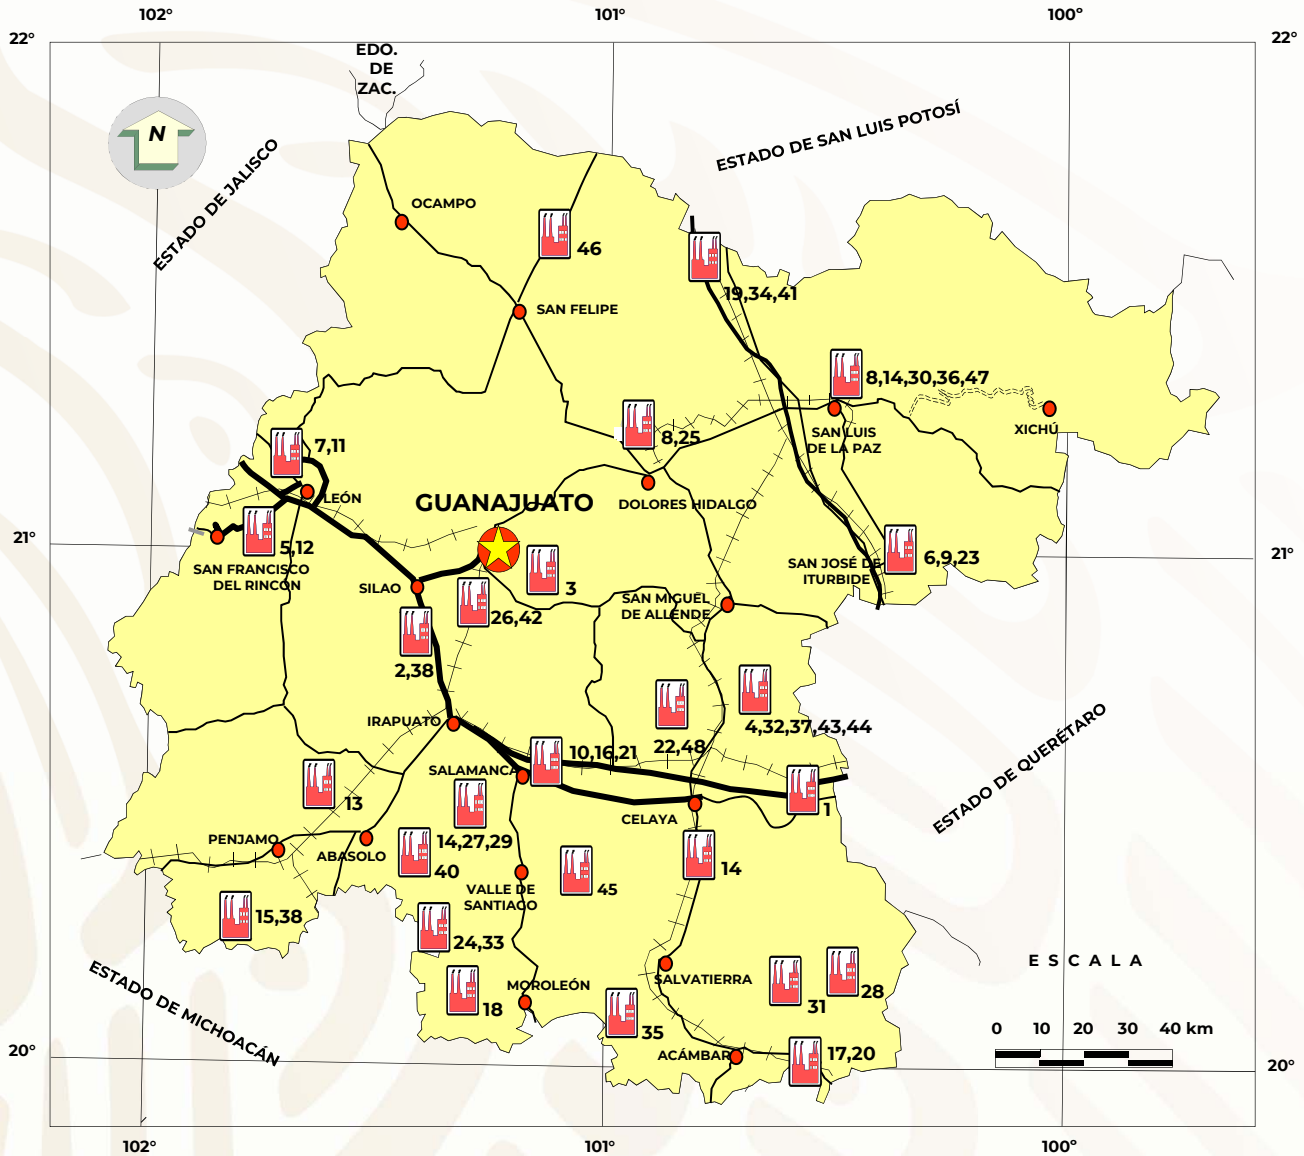 102°
101°
100°
22°
22°
EDO.
DE
ZAC.
N
ESTADO DE JALISCO
ESTADO DE SAN LUIS POTOSÍ
OCAMPO
46
19,34,41
SAN FELIPE
8,14,30,36,47
XICHÚ
SAN LUIS
DE LA PAZ
7,11
8,25
LEÓN
GUANAJUATO
DOLORES HIDALGO
21°
21°
5,12
SAN FRANCISCO
DEL RINCÓN
6,9,23
SAN JOSÉ DE
ITURBIDE
SILAO
3
26,42
SAN MIGUEL
DE ALLENDE
2,38
IRAPUATO
4,32,37,43,44
22,48
10,16,21
SALAMANCA
ESTADO DE QUERÉTARO
13
1
CELAYA
PENJAMO
ABASOLO
14,27,29
40
14
45
VALLE DE
SANTIAGO
15,38
24,33
ESTADO DE MICHOACÁN
MOROLEÓN
18
SALVATIERRA
31
28
35
ESCALA
0 10 20 30 40 km
ACÁMBAR
17,20
20°
20°
102°
101°
100°